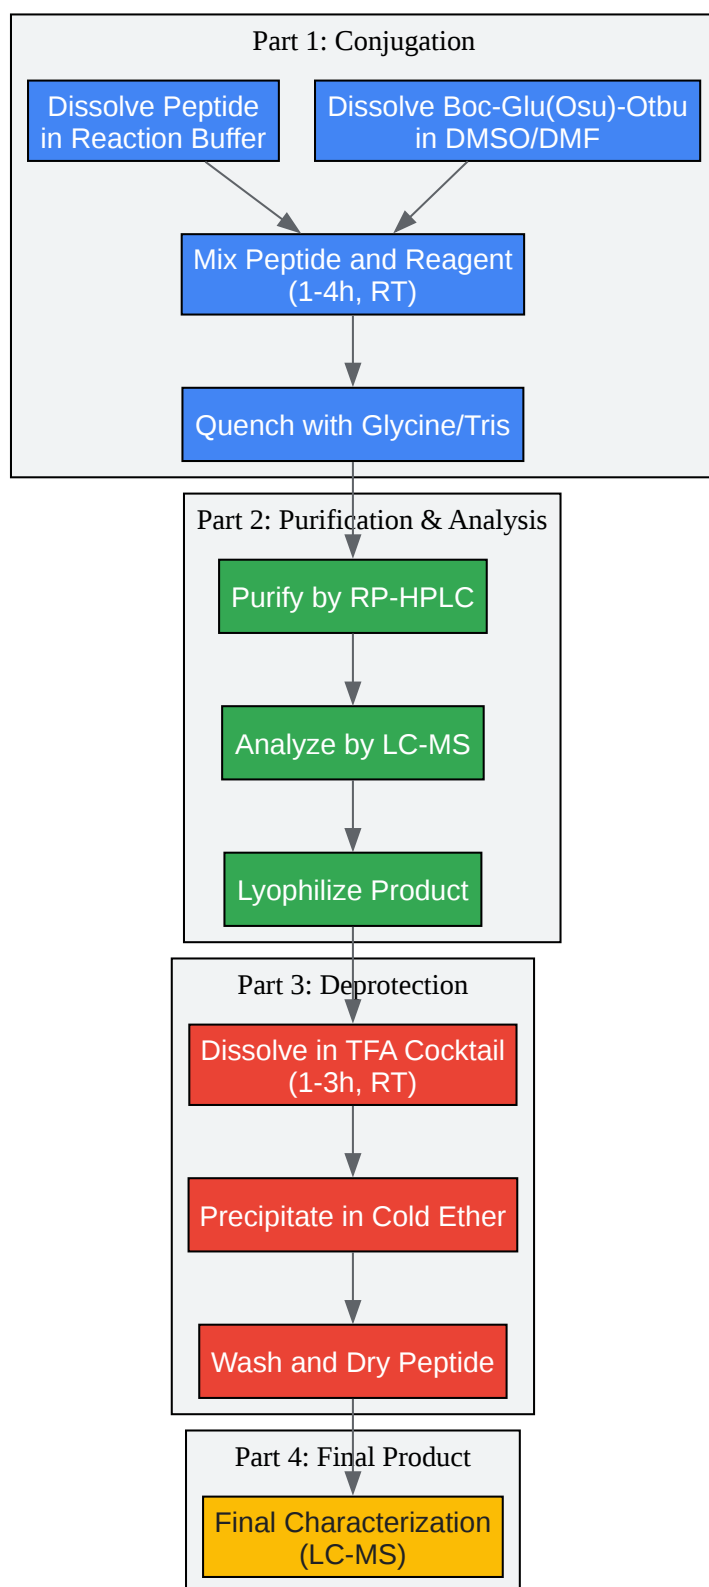 Part 1: Conjugation
Dissolve Peptide
in Reaction Buffer
Dissolve Boc-Glu(Osu)-Otbu
in DMSO/DMF
Mix Peptide and Reagent
(1-4h, RT)
Quench with Glycine/Tris
Part 2: Purification & Analysis
Purify by RP-HPLC
Analyze by LC-MS
Lyophilize Product
Part 3: Deprotection
Dissolve in TFA Cocktail
(1-3h, RT)
Precipitate in Cold Ether
Wash and Dry Peptide
Part 4: Final Product
Final Characterization
(LC-MS)